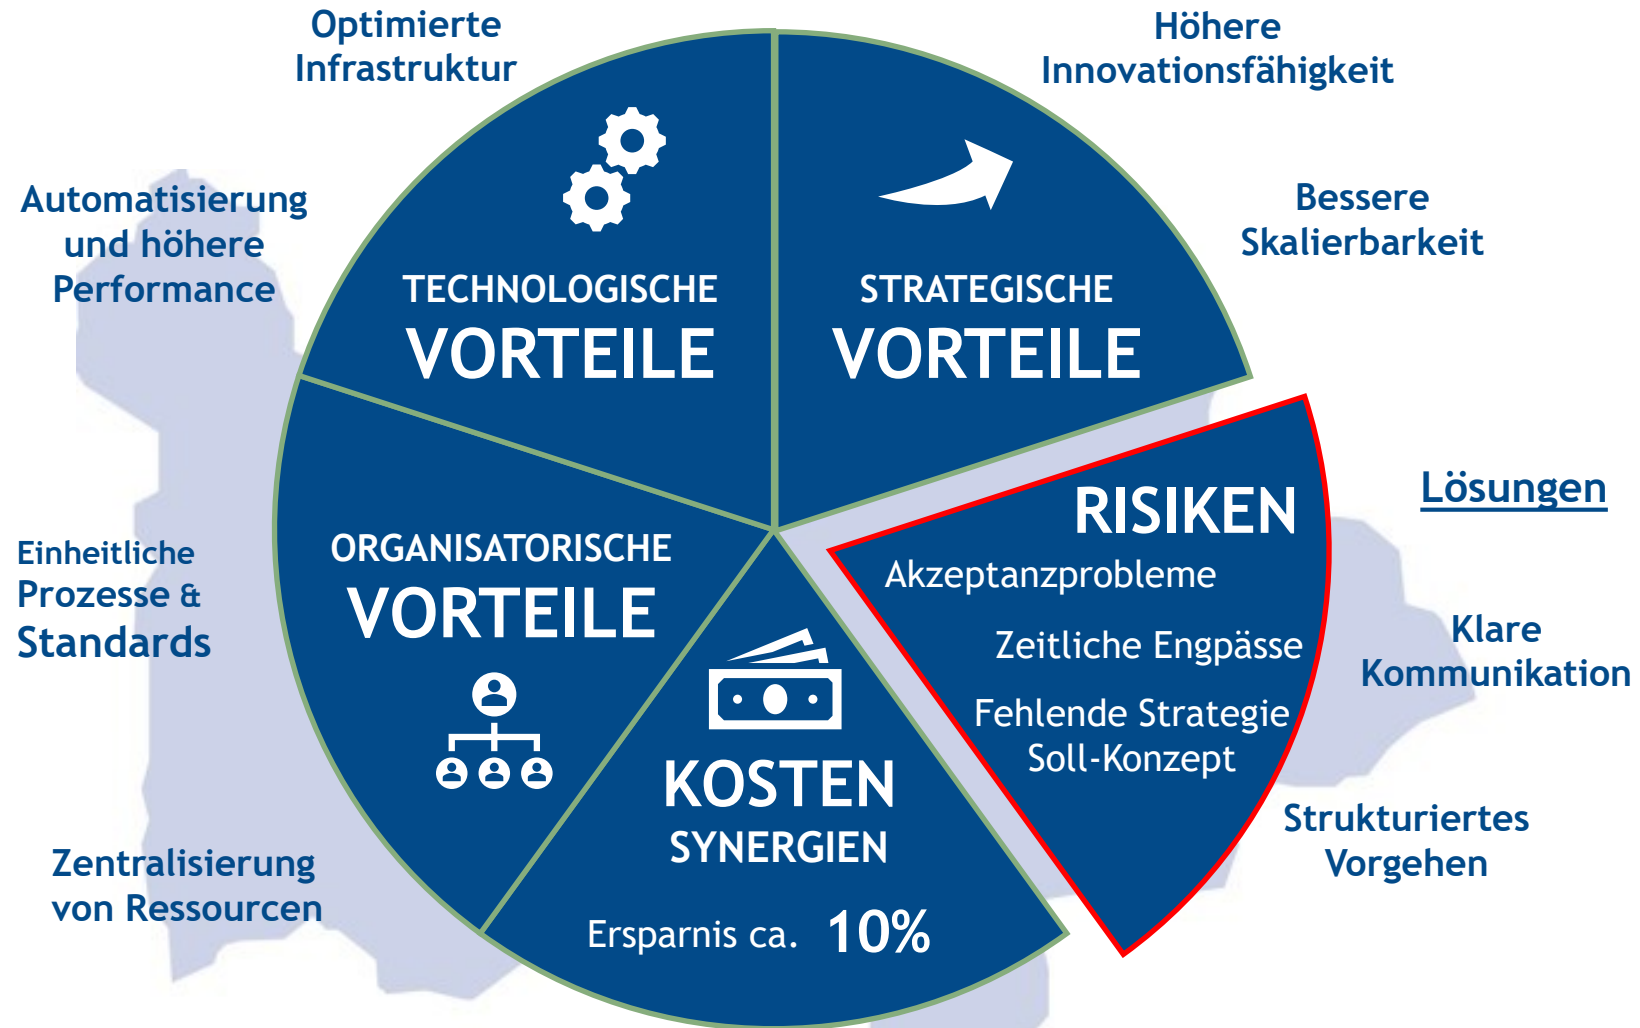 Optimierte
Infrastruktur
Höhere
Innovationsfähigkeit
Automatisierung
und höhere
Performance
Bessere
Skalierbarkeit
TECHNOLOGISCHE
VORTEILE
STRATEGISCHE
VORTEILE
RISIKEN
Akzeptanzprobleme
Zeitliche Engpässe
Fehlende Strategie
Soll-Konzept
Lösungen
Klare
Kommunikation
Strukturiertes
Vorgehen
Einheitliche
Prozesse &
Standards
ORGANISATORISCHE
VORTEILE
Zentralisierung
von Ressourcen
KOSTEN
SYNERGIEN
Ersparnis ca. 10%